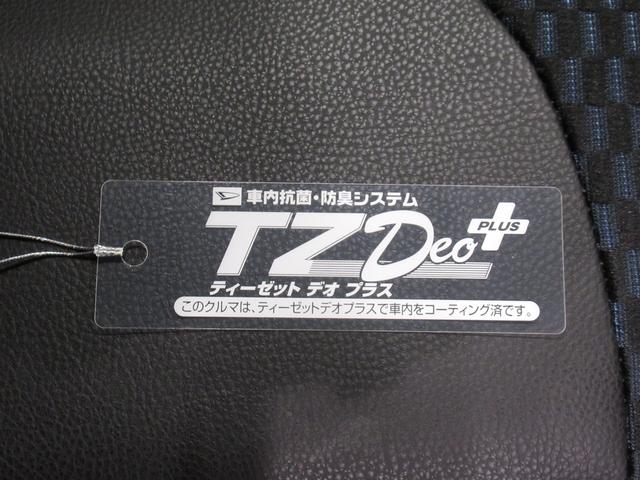 車内抗菌・防臭システム
TZ Deo PLUS
ティーゼット デオ プラス
このクルマは、ティーゼットデオプラスで車内をコーティング済です。